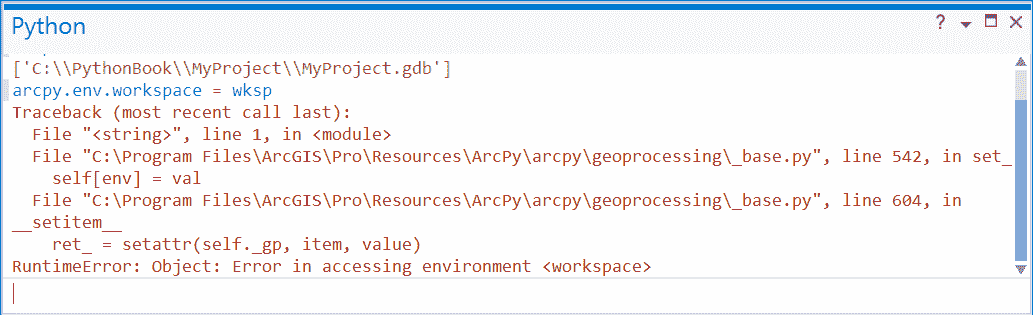 Python
['C:\\PythonBook\\MyProject\\MyProject.gdb']
arcpy.env.workspace = wksp
Traceback (most recent call last):
  File "<string>", line 1, in <module>
  File "C:\Program Files\ArcGIS\Pro\Resources\ArcPy\arcpy\geoprocessing\_base.py", line 542, in set_
    self[env] = val
  File "C:\Program Files\ArcGIS\Pro\Resources\ArcPy\arcpy\geoprocessing\_base.py", line 604, in
__setitem__
    ret_ = setattr(self._gp, item, value)
RuntimeError: Object: Error in accessing environment <workspace>